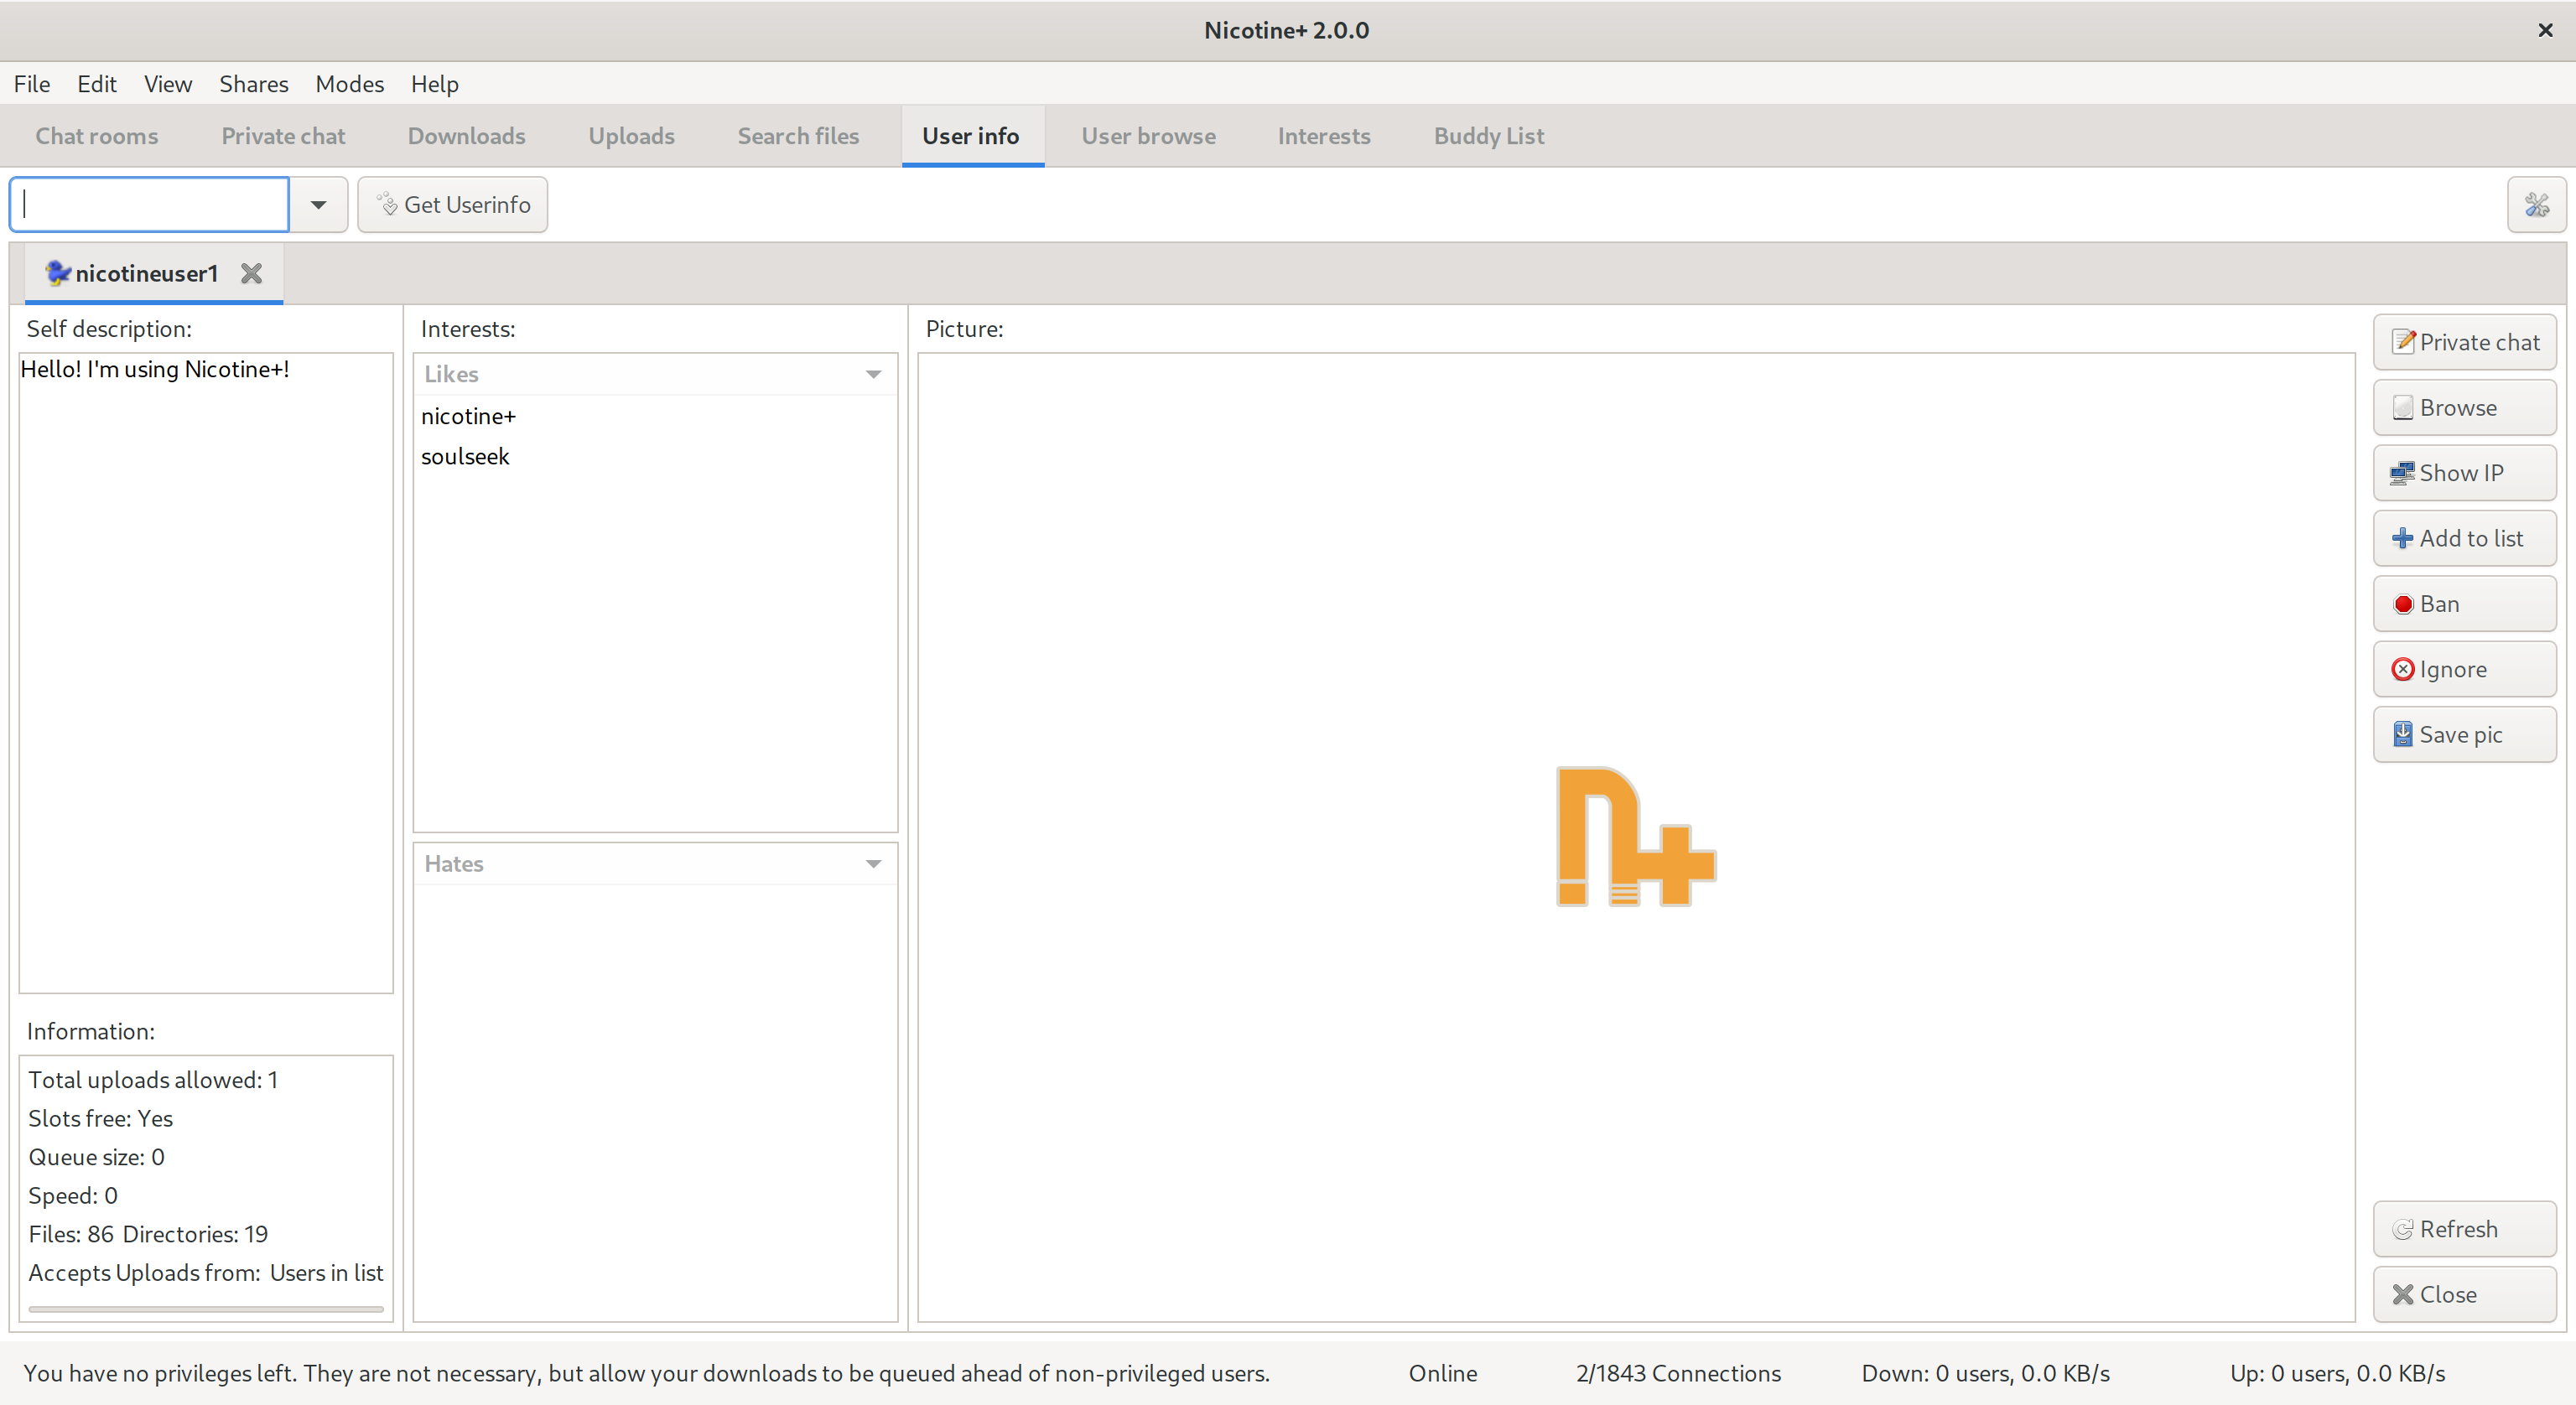 Nicotine+ 2.0.0
File Edit View Shares Modes Help
Chat rooms Private chat Downloads Uploads Search files User info User browse Interests Buddy List
Get Userinfo
nicotineuser1
Self description:
Hello! I'm using Nicotine+!
Interests:
Likes
nicotine+
soulseek
Hates
Picture:
n+
Private chat
Browse
Show IP
Add to list
Ban
Ignore
Save pic
Refresh
Close
Information:
Total uploads allowed: 1
Slots free: Yes
Queue size: 0
Speed: 0
Files: 86 Directories: 19
Accepts Uploads from: Users in list
You have no privileges left. They are not necessary, but allow your downloads to be queued ahead of non-privileged users. Online 2/1843 Connections Down: 0 users, 0.0 KB/s Up: 0 users, 0.0 KB/s